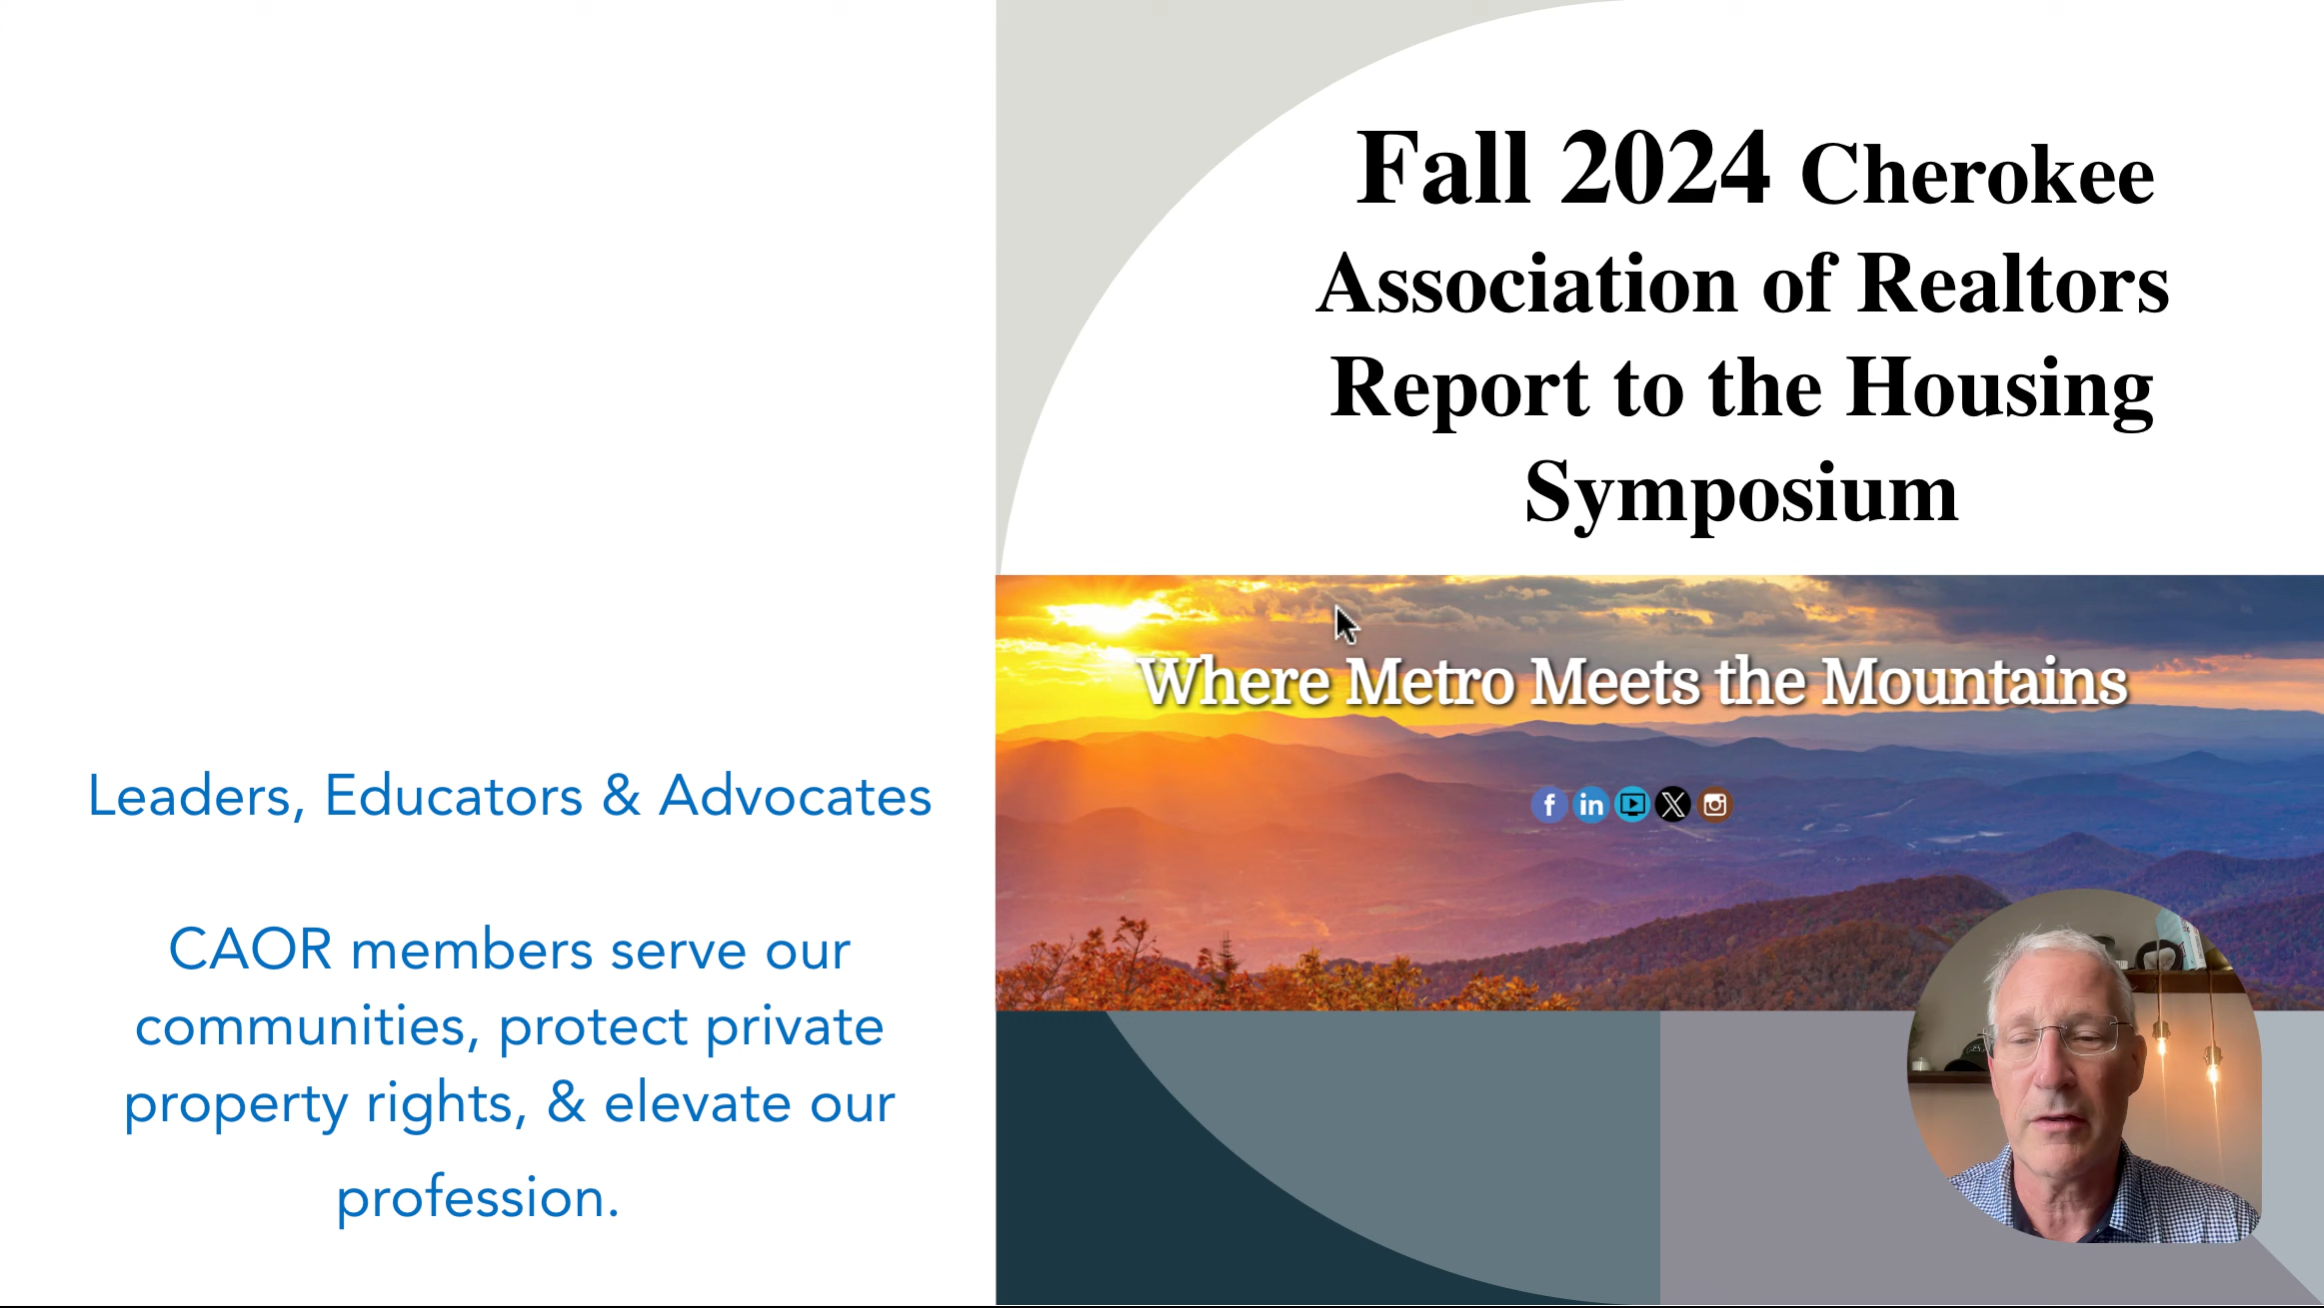 Fall 2024 Cherokee
Association of Realtors
Report to the Housing
Symposium
Where Metro Meets the Mountains
Leaders, Educators & Advocates
CAOR members serve our
communities, protect private
property rights, & elevate our
profession.